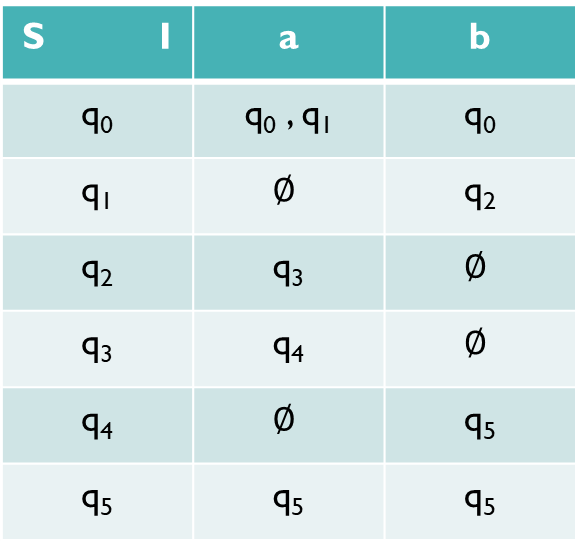 S I a b
q₀ q₀ , q₁ q₀
q₁ ∅ q₂
q₂ q₃ ∅
q₃ q₄ ∅
q₄ ∅ q₅
q₅ q₅ q₅